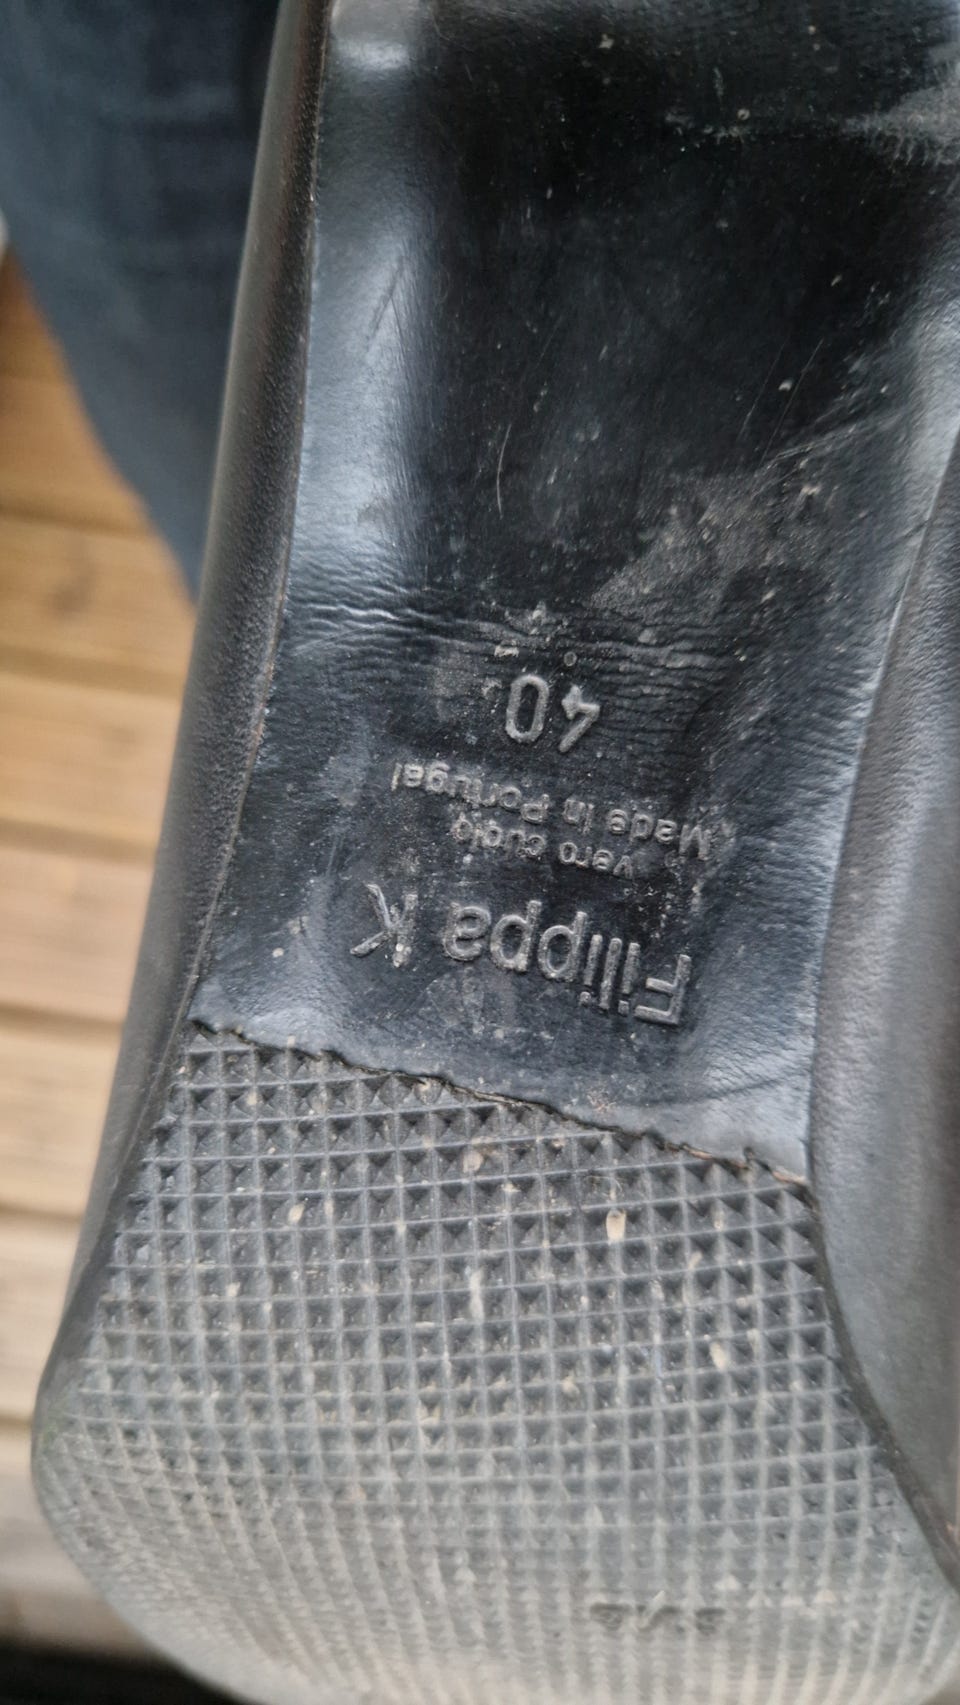 Filippa K
vero cuoio
Made in Portugal
40